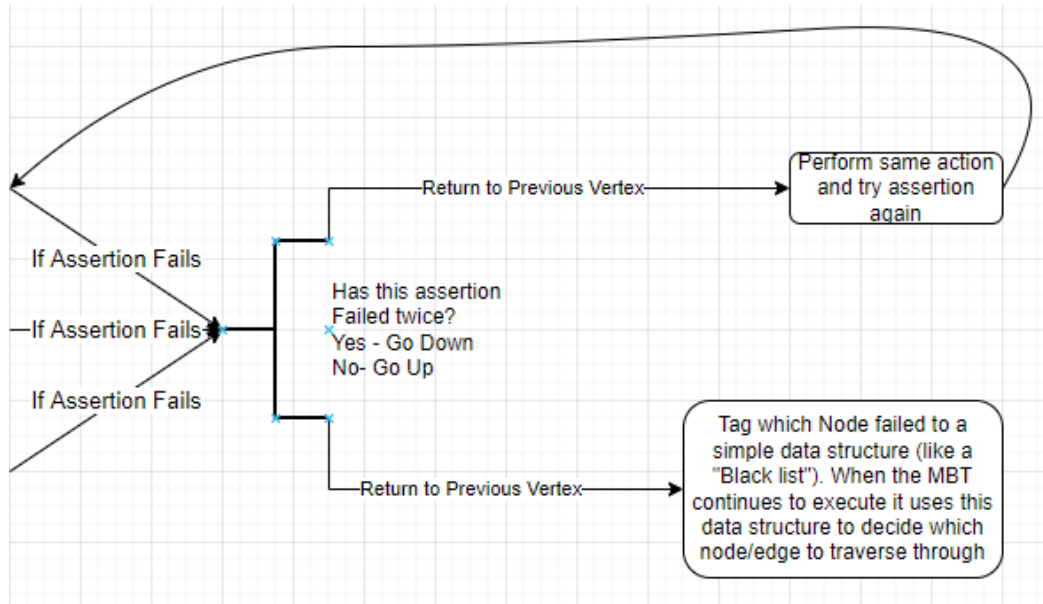 Return to Previous Vertex
Perform same action
and try assertion
again
If Assertion Fails
If Assertion Fails
If Assertion Fails
Has this assertion
Failed twice?
Yes - Go Down
No- Go Up
Return to Previous Vertex
Tag which Node failed to a
simple data structure (like a
"Black list"). When the MBT
continues to execute it uses this
data structure to decide which
node/edge to traverse through